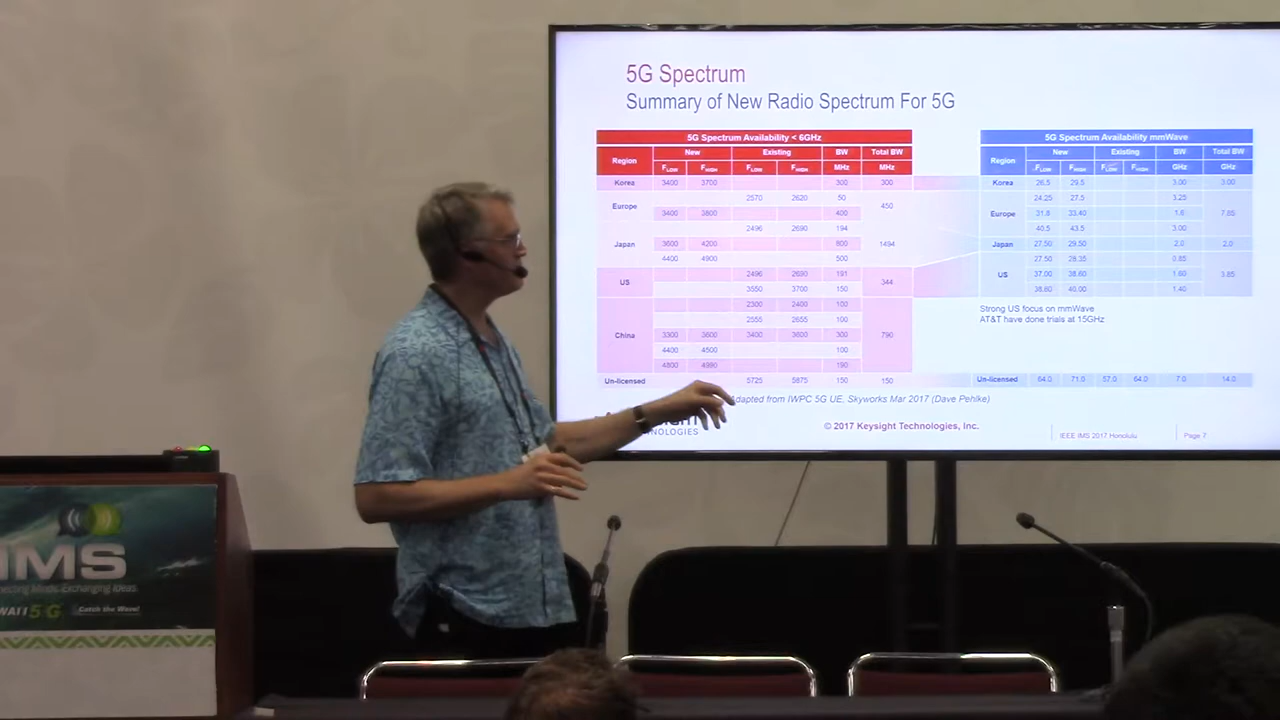 5G Spectrum
Summary of New Radio Spectrum For 5G
5G Spectrum Availability < 6GHz
Region New Existing BW Total BW
FLOW FHIGH FLOW FHIGH MHz MHz
Korea 3400 3700 300 300
Europe 2570 2620 50 450
3400 3800 400
Japan 2496 2690 194 1494
3600 4200 600
4400 4900 500
US 2496 2690 191 344
3550 3700 150
China 2300 2400 100 790
2555 2655 100
3300 3600 3400 3600 300
4400 4500 100
4800 4990 190
Un-licensed 5725 5875 150 150
5G Spectrum Availability mmWave
Region New Existing BW Total BW
FLOW FHIGH FLOW FHIGH GHz GHz
Korea 26.5 29.5 3.00 3.00
Europe 24.25 27.5 3.25 7.85
31.8 33.40 1.6
40.5 43.5 3.00
Japan 27.50 29.50 2.0 2.0
US 27.50 28.35 0.85 3.85
37.00 38.60 1.60
38.60 40.00 1.40
Strong US focus on mmWave
AT&T have done trials at 15GHz
Un-licensed 64.0 71.0 57.0 64.0 7.0 14.0
Adapted from IWPC 5G UE, Skyworks Mar 2017 (Dave Pehlke)
© 2017 Keysight Technologies, Inc.
IEEE IMS 2017 Honolulu
Page 7
IMS
5G
Catch the Wave!